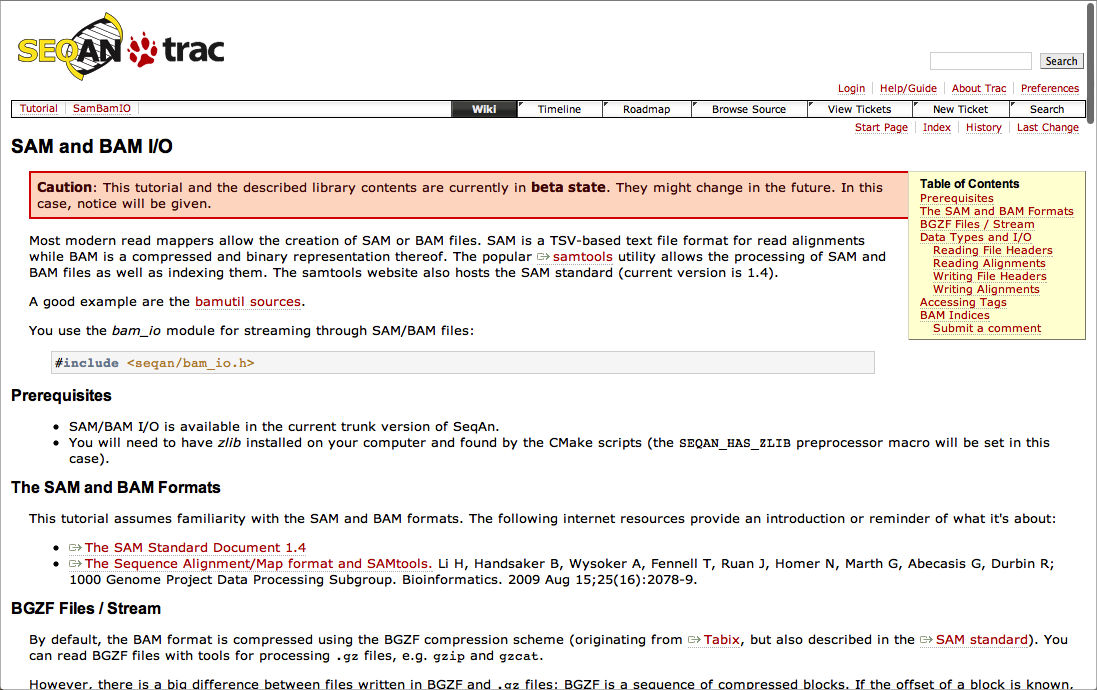 SEQAN trac
Search
Login Help/Guide About Trac Preferences
Tutorial SamBamIO Wiki Timeline Roadmap Browse Source View Tickets New Ticket Search
Start Page Index History Last Change
SAM and BAM I/O
Caution: This tutorial and the described library contents are currently in beta state. They might change in the future. In this
case, notice will be given.
Table of Contents
Prerequisites
The SAM and BAM Formats
BGZF Files / Stream
Data Types and I/O
Reading File Headers
Reading Alignments
Writing File Headers
Writing Alignments
Accessing Tags
BAM Indices
Submit a comment
Most modern read mappers allow the creation of SAM or BAM files. SAM is a TSV-based text file format for read alignments
while BAM is a compressed and binary representation thereof. The popular samtools utility allows the processing of SAM and
BAM files as well as indexing them. The samtools website also hosts the SAM standard (current version is 1.4).
A good example are the bamutil sources.
You use the bam_io module for streaming through SAM/BAM files:
#include <seqan/bam_io.h>
Prerequisites
• SAM/BAM I/O is available in the current trunk version of SeqAn.
• You will need to have zlib installed on your computer and found by the CMake scripts (the SEQAN_HAS_ZLIB preprocessor macro will be set in this
case).
The SAM and BAM Formats
This tutorial assumes familiarity with the SAM and BAM formats. The following internet resources provide an introduction or reminder of what it's about:
• The SAM Standard Document 1.4
• The Sequence Alignment/Map format and SAMtools. Li H, Handsaker B, Wysoker A, Fennell T, Ruan J, Homer N, Marth G, Abecasis G, Durbin R;
1000 Genome Project Data Processing Subgroup. Bioinformatics. 2009 Aug 15;25(16):2078-9.
BGZF Files / Stream
By default, the BAM format is compressed using the BGZF compression scheme (originating from Tabix, but also described in the SAM standard). You
can read BGZF files with tools for processing .gz files, e.g. gzip and gzcat.
However, there is a big difference between files written in BGZF and .gz files: BGZF is a sequence of compressed blocks. If the offset of a block is known,